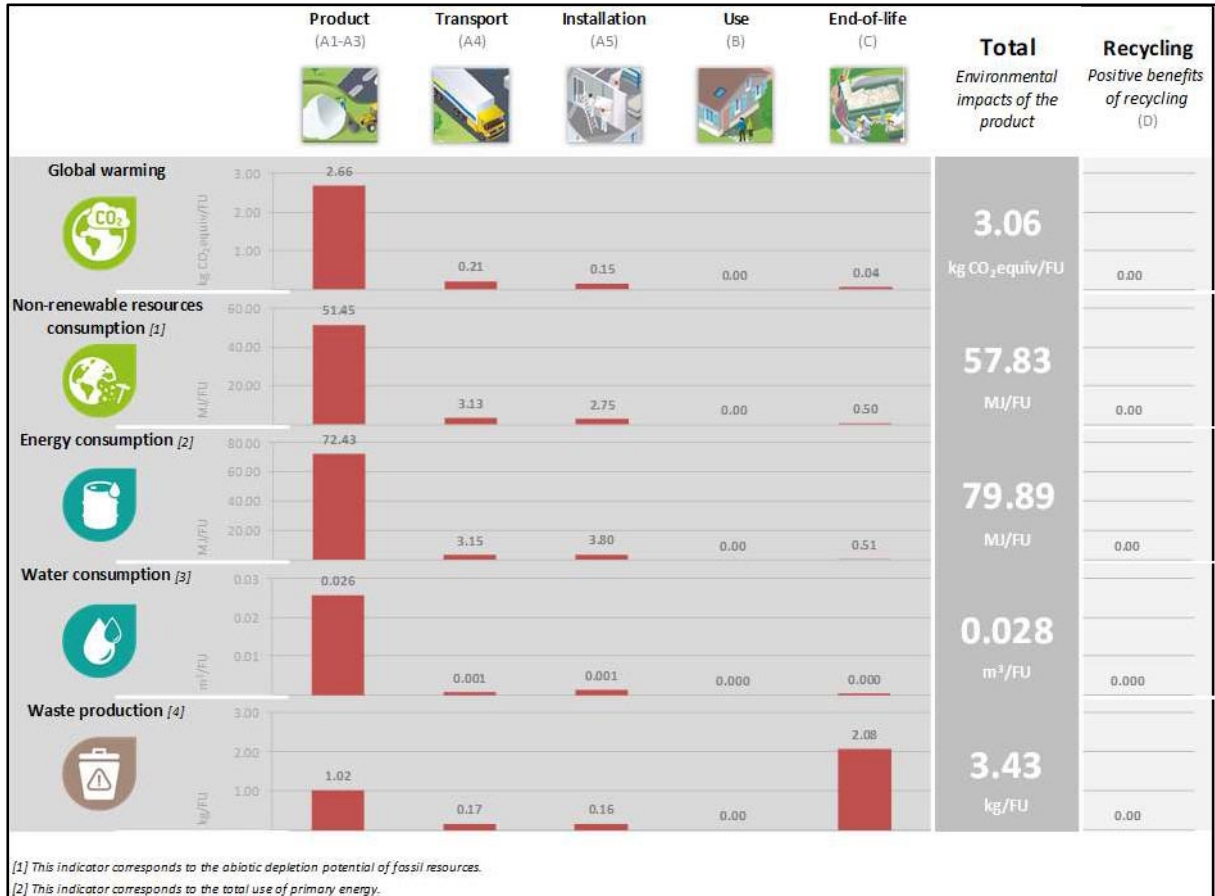 Product
(A1-A3)
Transport
(A4)
Installation
(A5)
Use
(B)
End-of-life
(C)
Total
Environmental
impacts of the
product
Recycling
Positive benefits
of recycling
(D)
Global warming
CO₂
kg CO₂equiv/FU
3.00
2.00
1.00
2.66
0.21
0.15
0.00
0.04
3.06
kg CO₂equiv/FU
0.00
Non-renewable resources
consumption [1]
MJ/FU
60.00
40.00
20.00
51.45
3.13
2.75
0.00
0.50
57.83
MJ/FU
0.00
Energy consumption [2]
MJ/FU
80.00
60.00
40.00
20.00
72.43
3.15
3.80
0.00
0.51
79.89
MJ/FU
0.00
Water consumption [3]
m³/FU
0.03
0.02
0.01
0.026
0.001
0.001
0.000
0.000
0.028
m³/FU
0.000
Waste production [4]
kg/FU
3.00
2.00
1.00
1.02
0.17
0.16
0.00
2.08
3.43
kg/FU
0.00
[1] This indicator corresponds to the abiotic depletion potential of fossil resources.
[2] This indicator corresponds to the total use of primary energy.